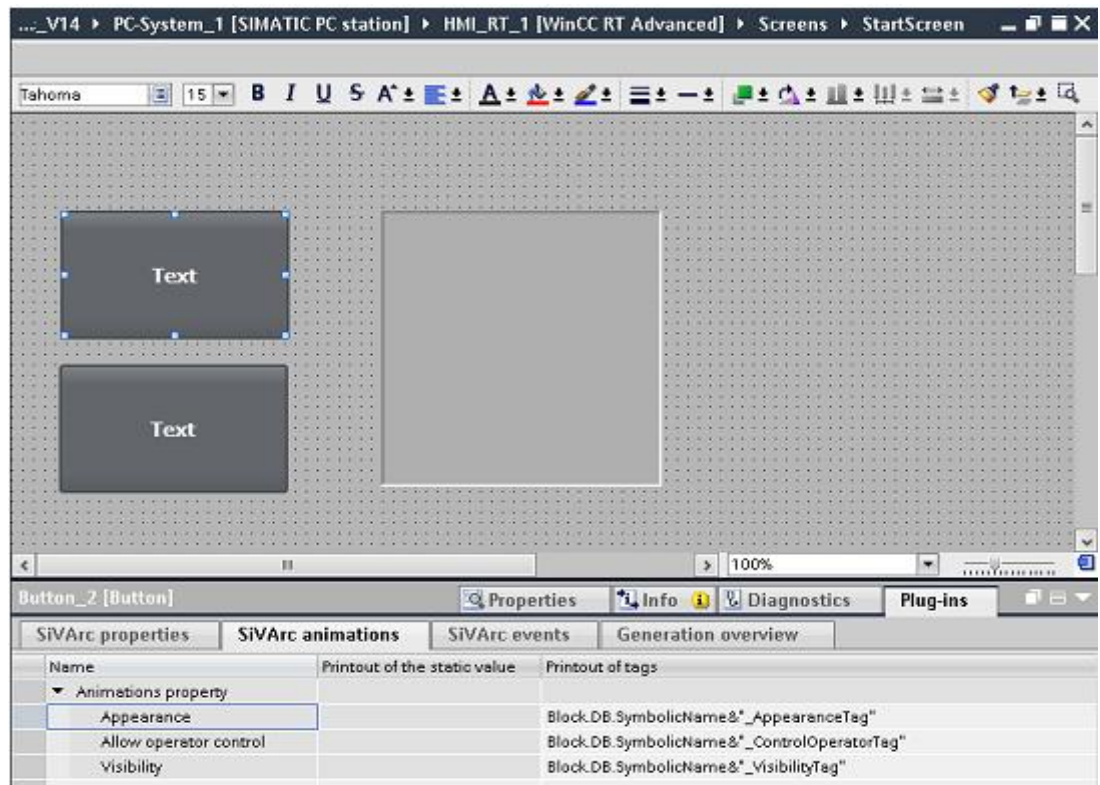 ..._V14 ▸ PC-System_1 [SIMATIC PC station] ▸ HMI_RT_1 [WinCC RT Advanced] ▸ Screens ▸ StartScreen
Tahoma 15 B I U S A A
Text
Text
100%
Button_2 [Button] Properties Info Diagnostics Plug-ins
SiVArc properties SiVArc animations SiVArc events Generation overview
Name Printout of the static value Printout of tags
Animations property
Appearance Block.DB.SymbolicName&"_AppearanceTag"
Allow operator control Block.DB.SymbolicName&"_ControlOperatorTag"
Visibility Block.DB.SymbolicName&"_VisibilityTag"